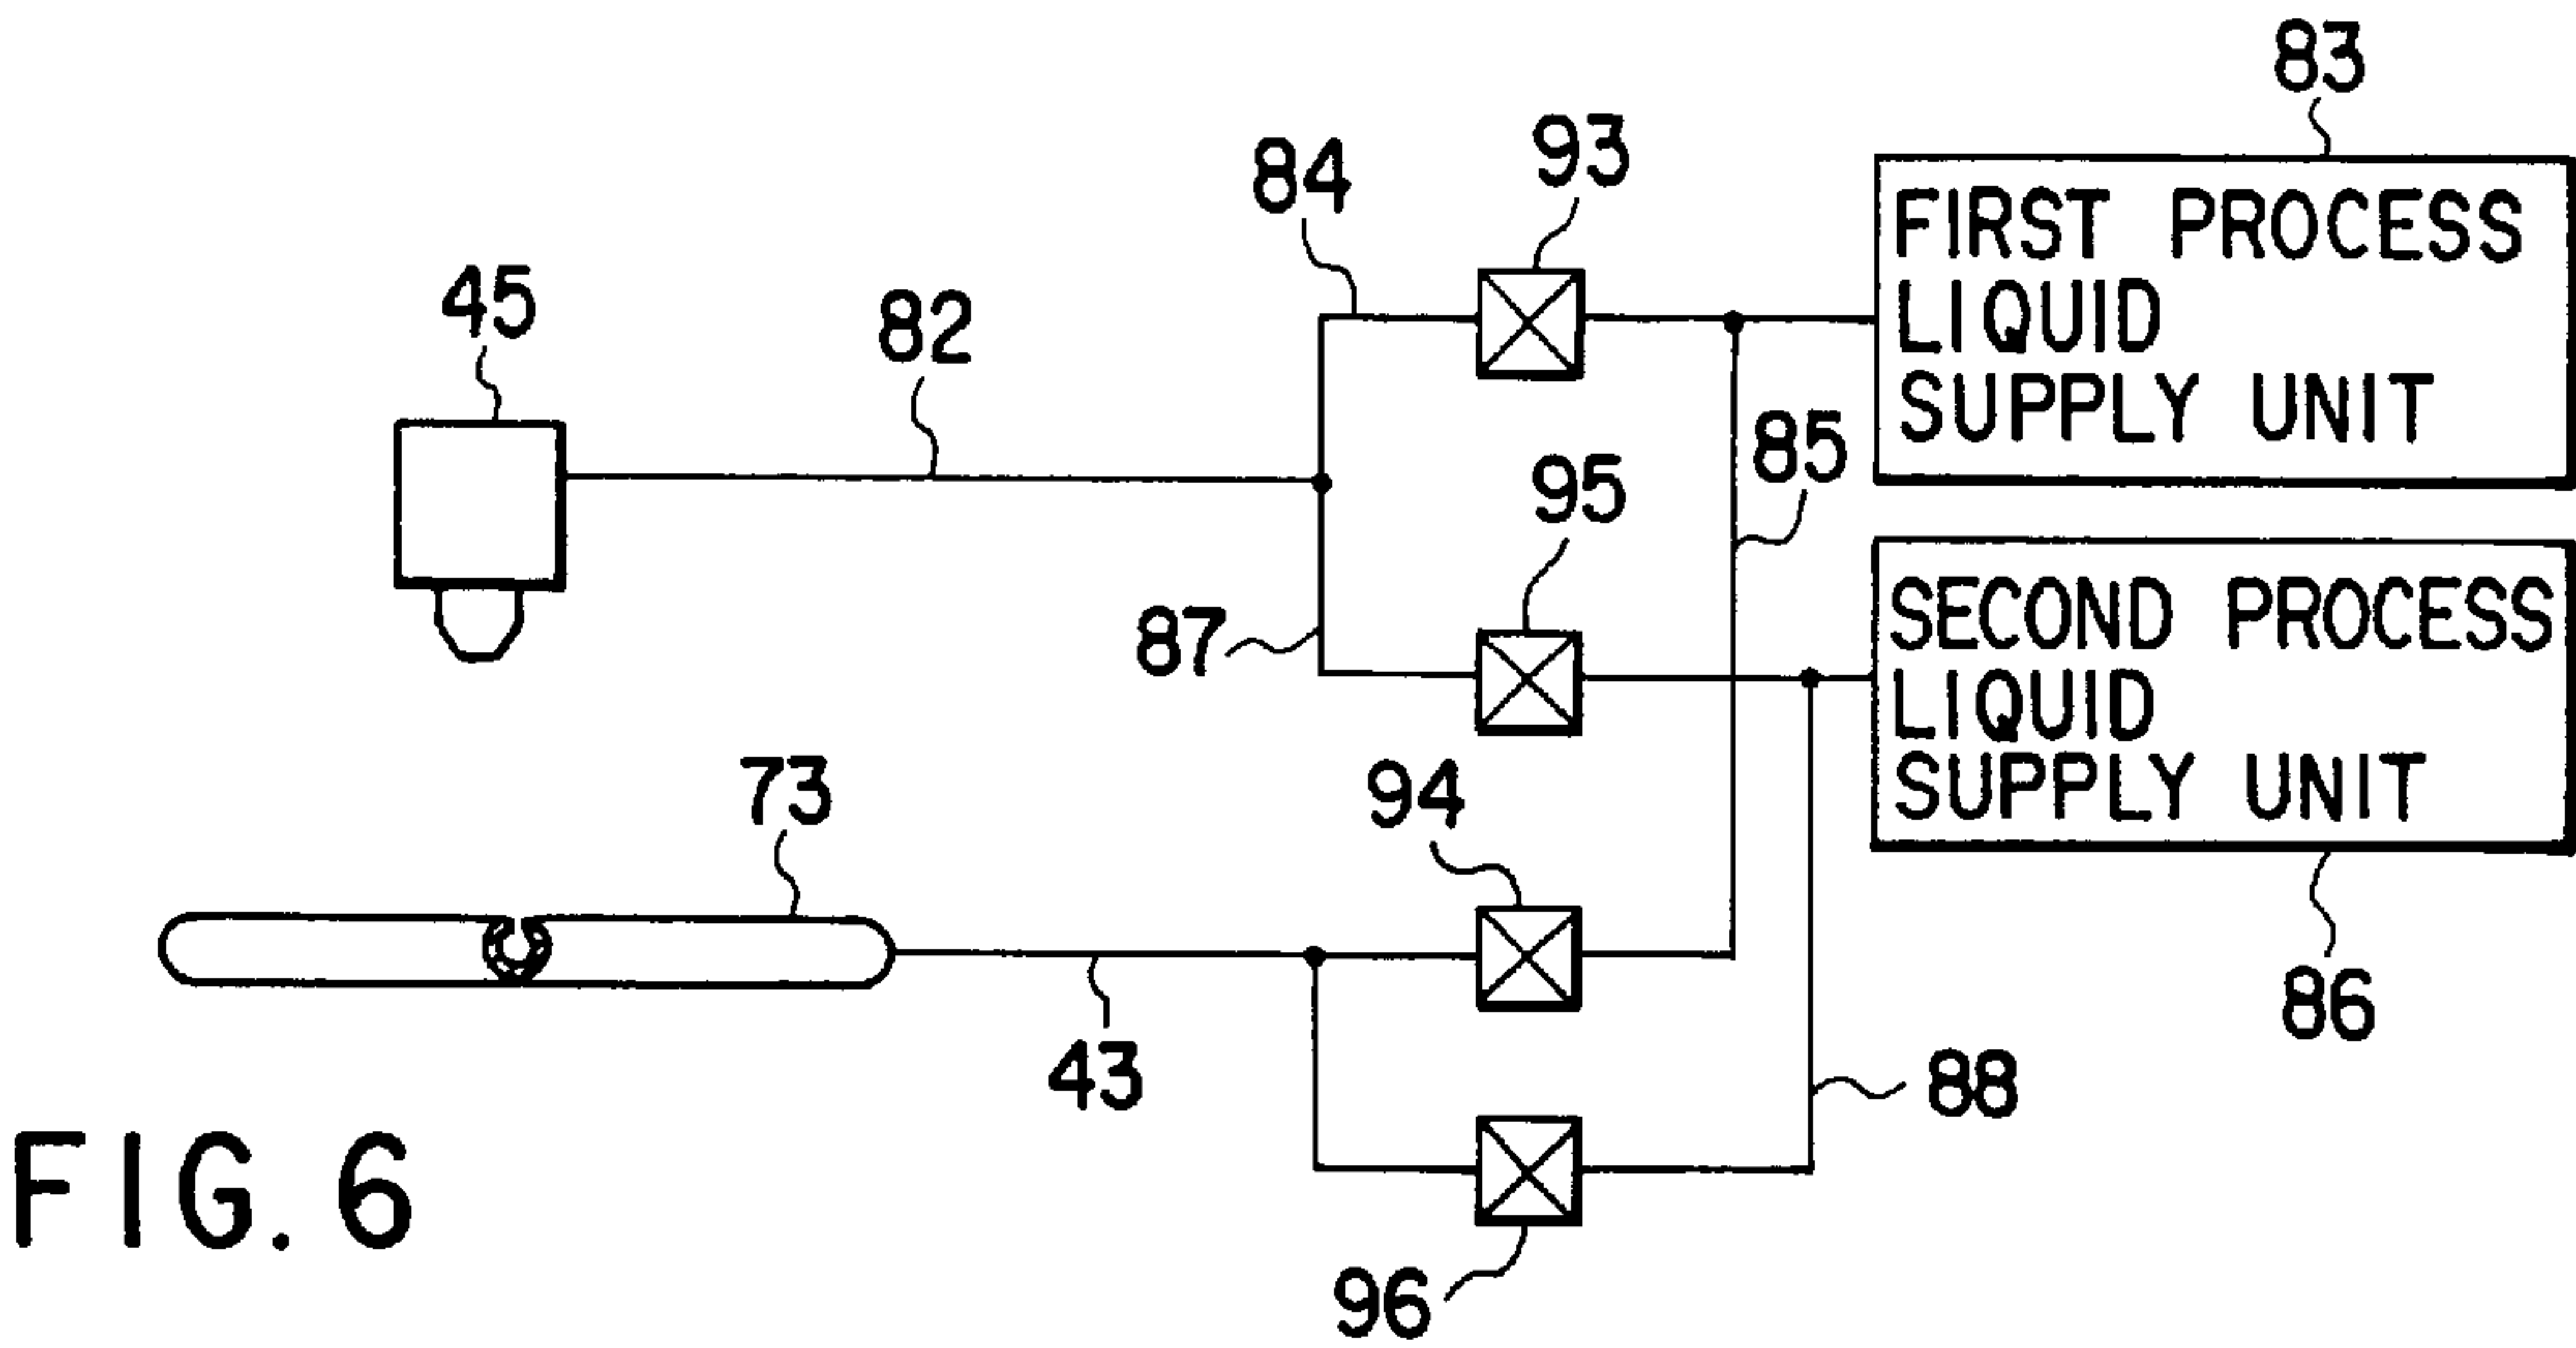 83
93
84
FIRST PROCESS
LIQUID
SUPPLY UNIT
45
82
85
95
SECOND PROCESS
LIQUID
SUPPLY UNIT
87
73
94
86
43
88
FIG. 6
96